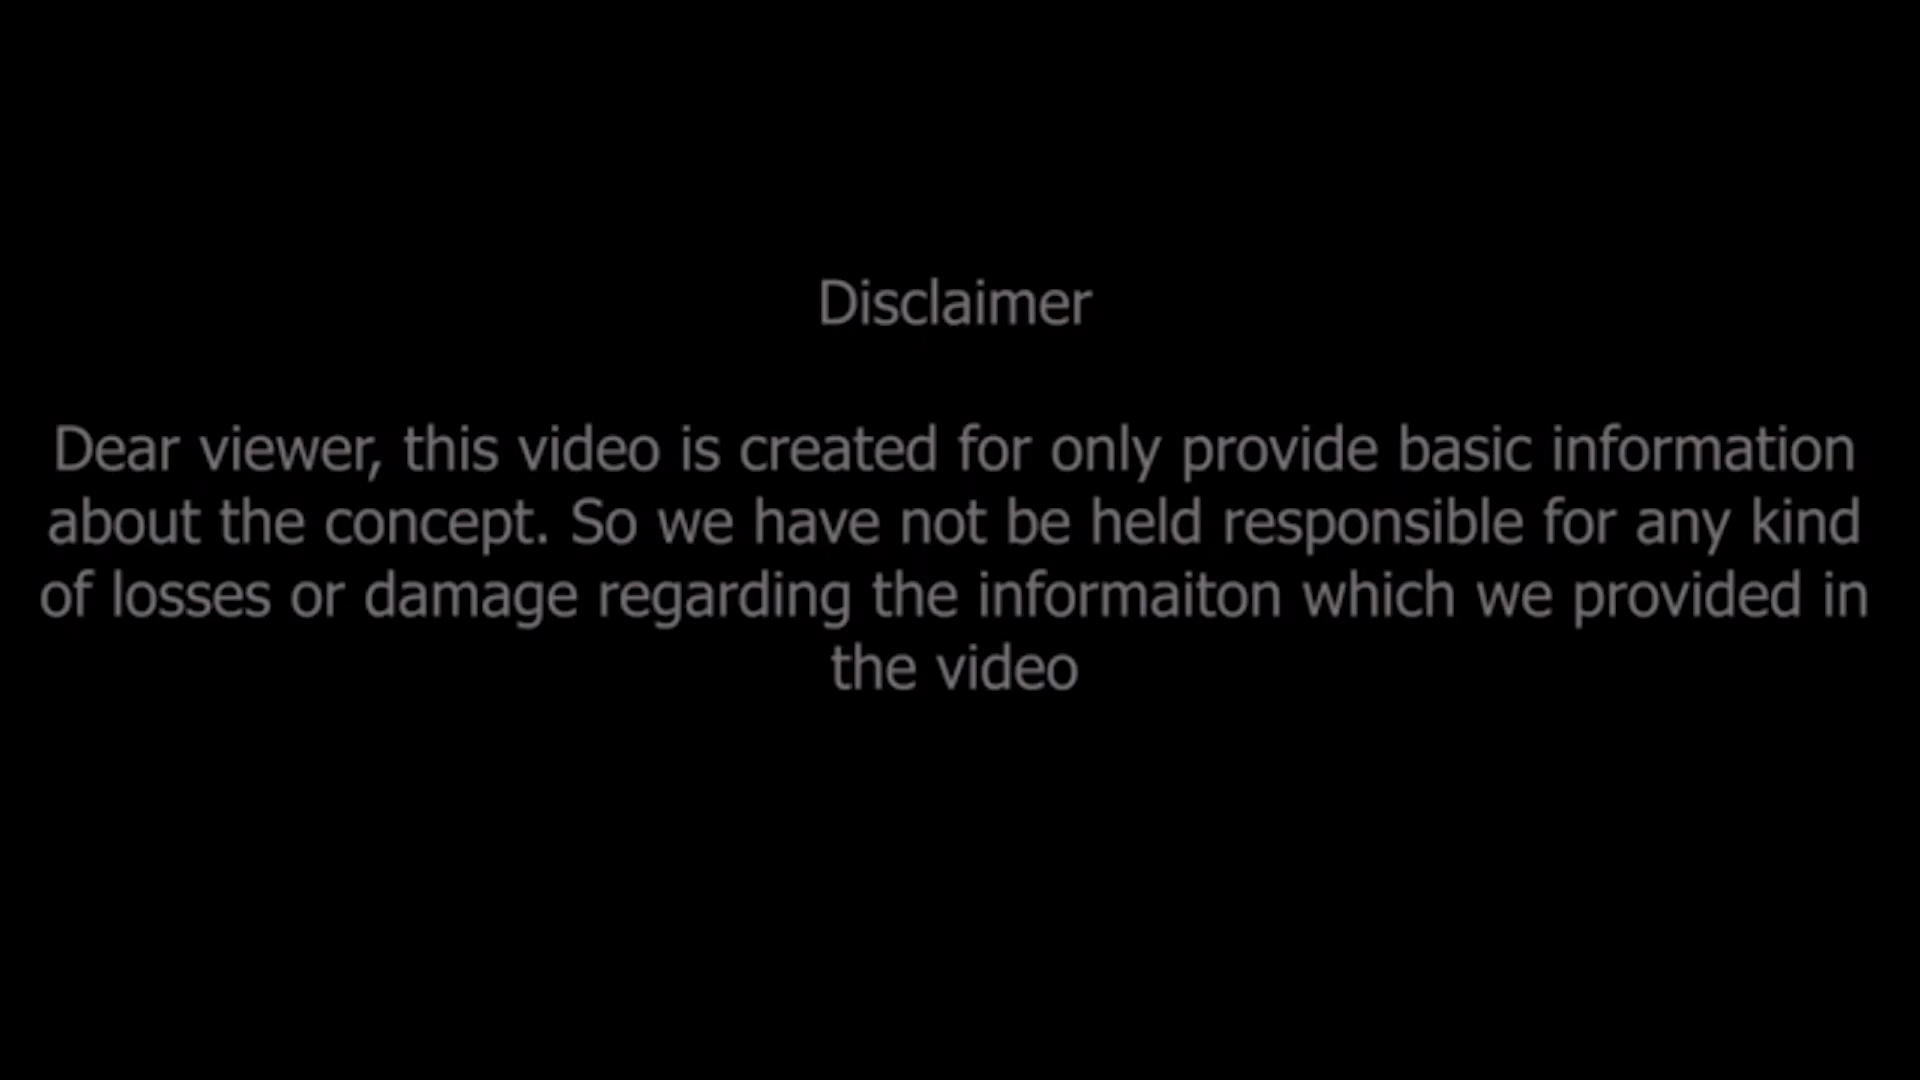 Disclaimer
Dear viewer, this video is created for only provide basic information
about the concept. So we have not be held responsible for any kind
of losses or damage regarding the informaiton which we provided in
the video